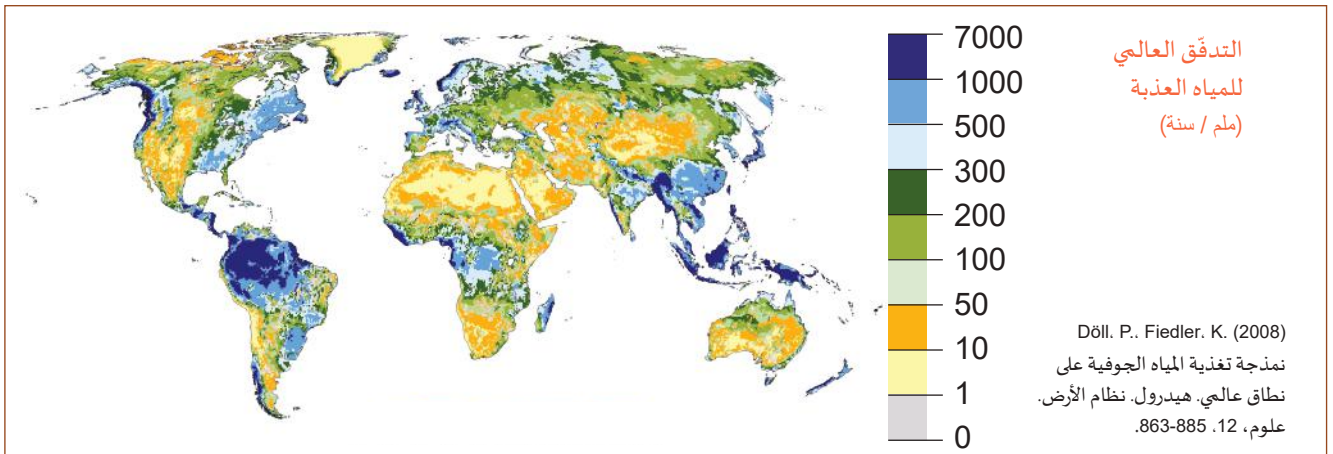 التدفّق العالمي
للمياه العذبة
(ملم / سنة)
7000
1000
500
300
200
100
50
10
1
0
Döll. P.. Fiedler. K. (2008)
نمذجة تغذية المياه الجوفية على
نطاق عالمي. هيدرول. نظام الأرض.
علوم، 12. 885-863.